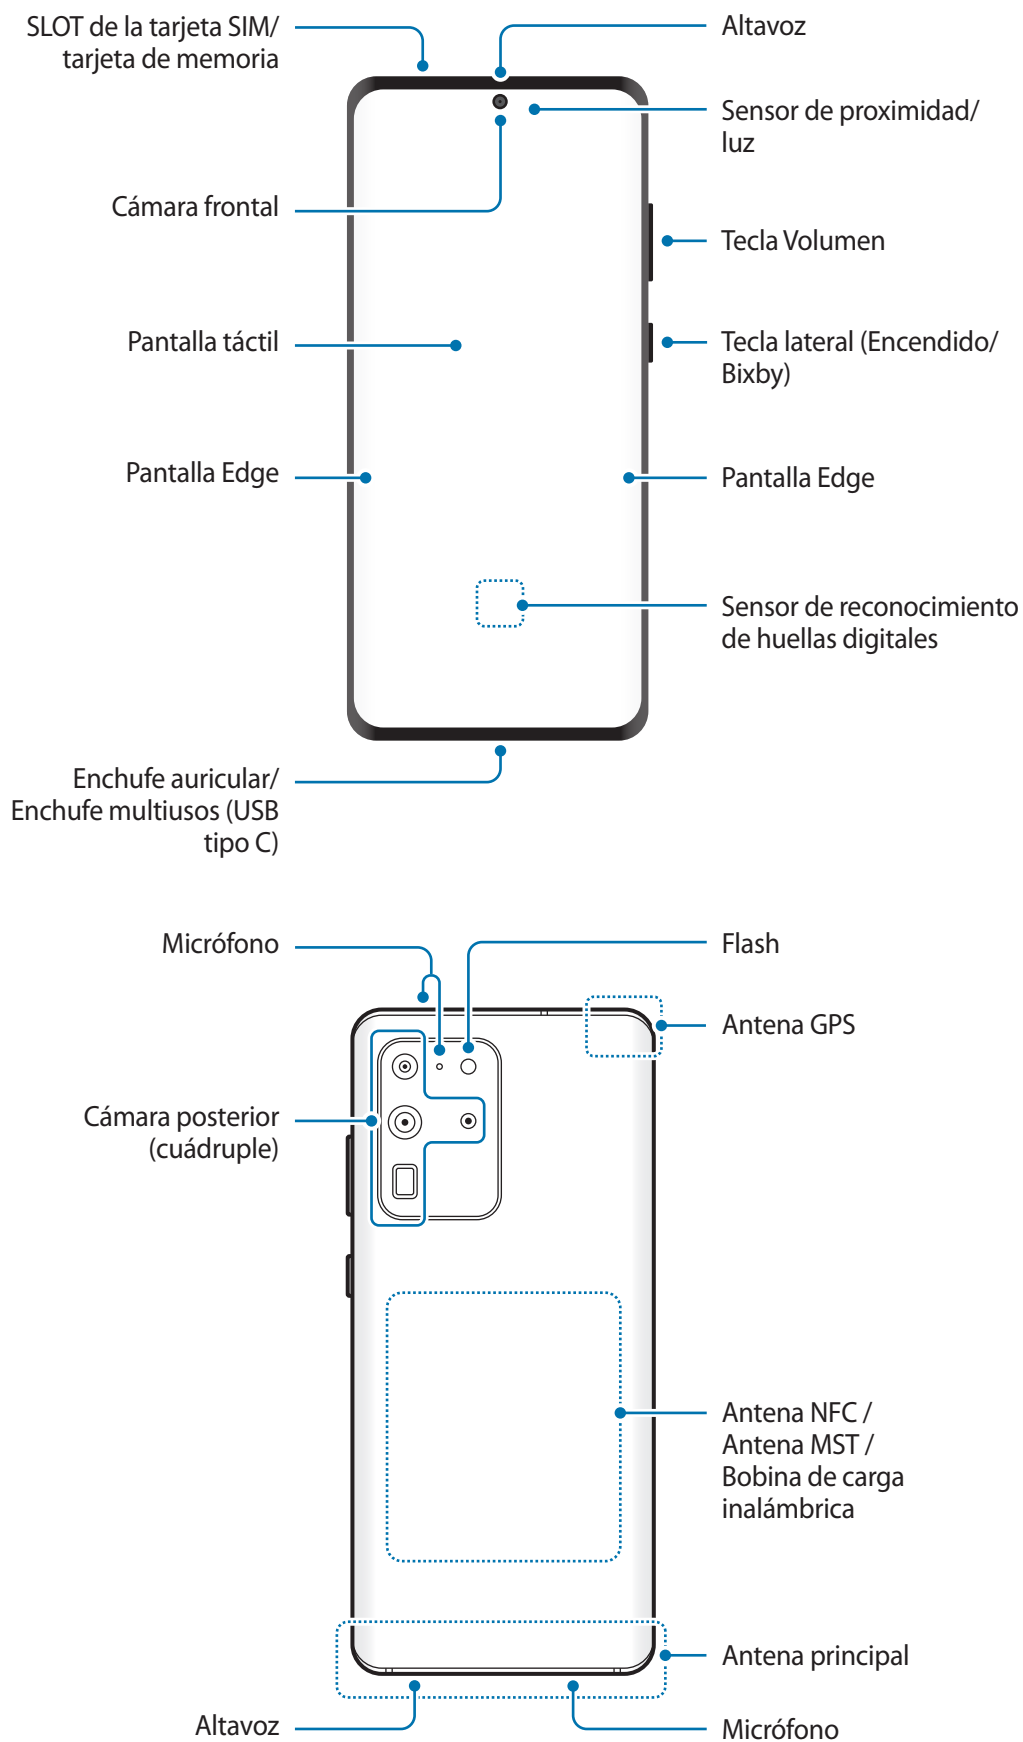 SLOT de la tarjeta SIM/
tarjeta de memoria
Altavoz
Sensor de proximidad/
luz
Cámara frontal
Tecla Volumen
Pantalla táctil
Tecla lateral (Encendido/
Bixby)
Pantalla Edge
Pantalla Edge
Sensor de reconocimiento
de huellas digitales
Enchufe auricular/
Enchufe multiusos (USB
tipo C)
Micrófono
Flash
Antena GPS
Cámara posterior
(cuádruple)
Antena NFC /
Antena MST /
Bobina de carga
inalámbrica
Antena principal
Altavoz
Micrófono